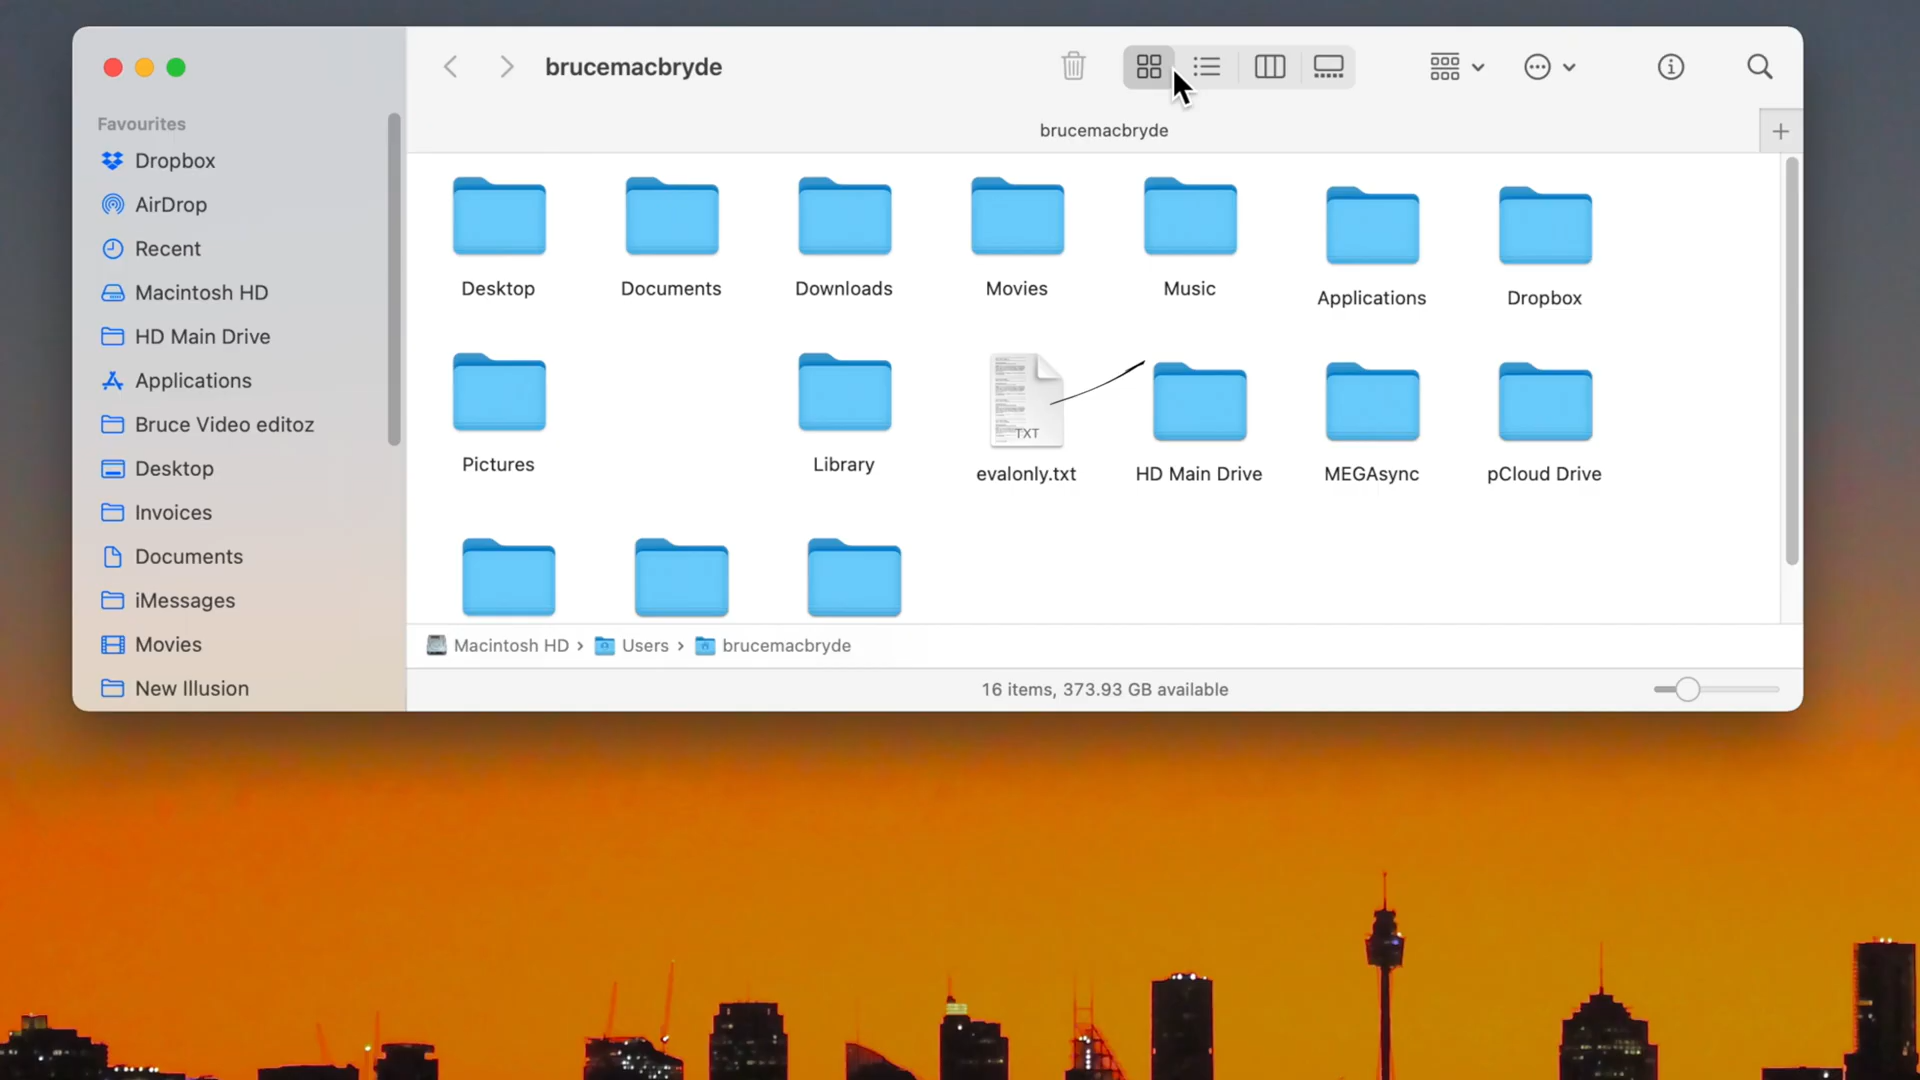 brucemacbryde
brucemacbryde
Favourites
Dropbox
AirDrop
Recent
Macintosh HD
HD Main Drive
Applications
Bruce Video editoz
Desktop
Invoices
Documents
iMessages
Movies
New Illusion
Desktop
Documents
Downloads
Movies
Music
Applications
Dropbox
Pictures
Library
TXT
evalonly.txt
HD Main Drive
MEGAsync
pCloud Drive
Macintosh HD › Users › brucemacbryde
16 items, 373.93 GB available